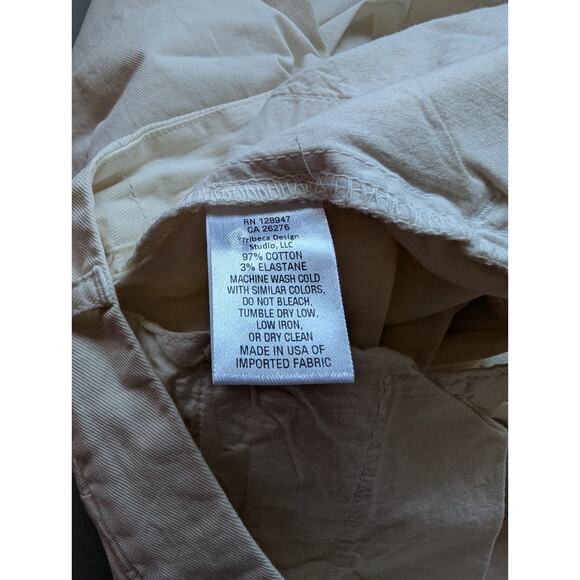 RN 128947
CA 26276
Tribeca Design
Studio, LLC
97% COTTON
3% ELASTANE
MACHINE WASH COLD
WITH SIMILAR COLORS,
DO NOT BLEACH,
TUMBLE DRY LOW,
LOW IRON,
OR DRY CLEAN
MADE IN USA OF
IMPORTED FABRIC